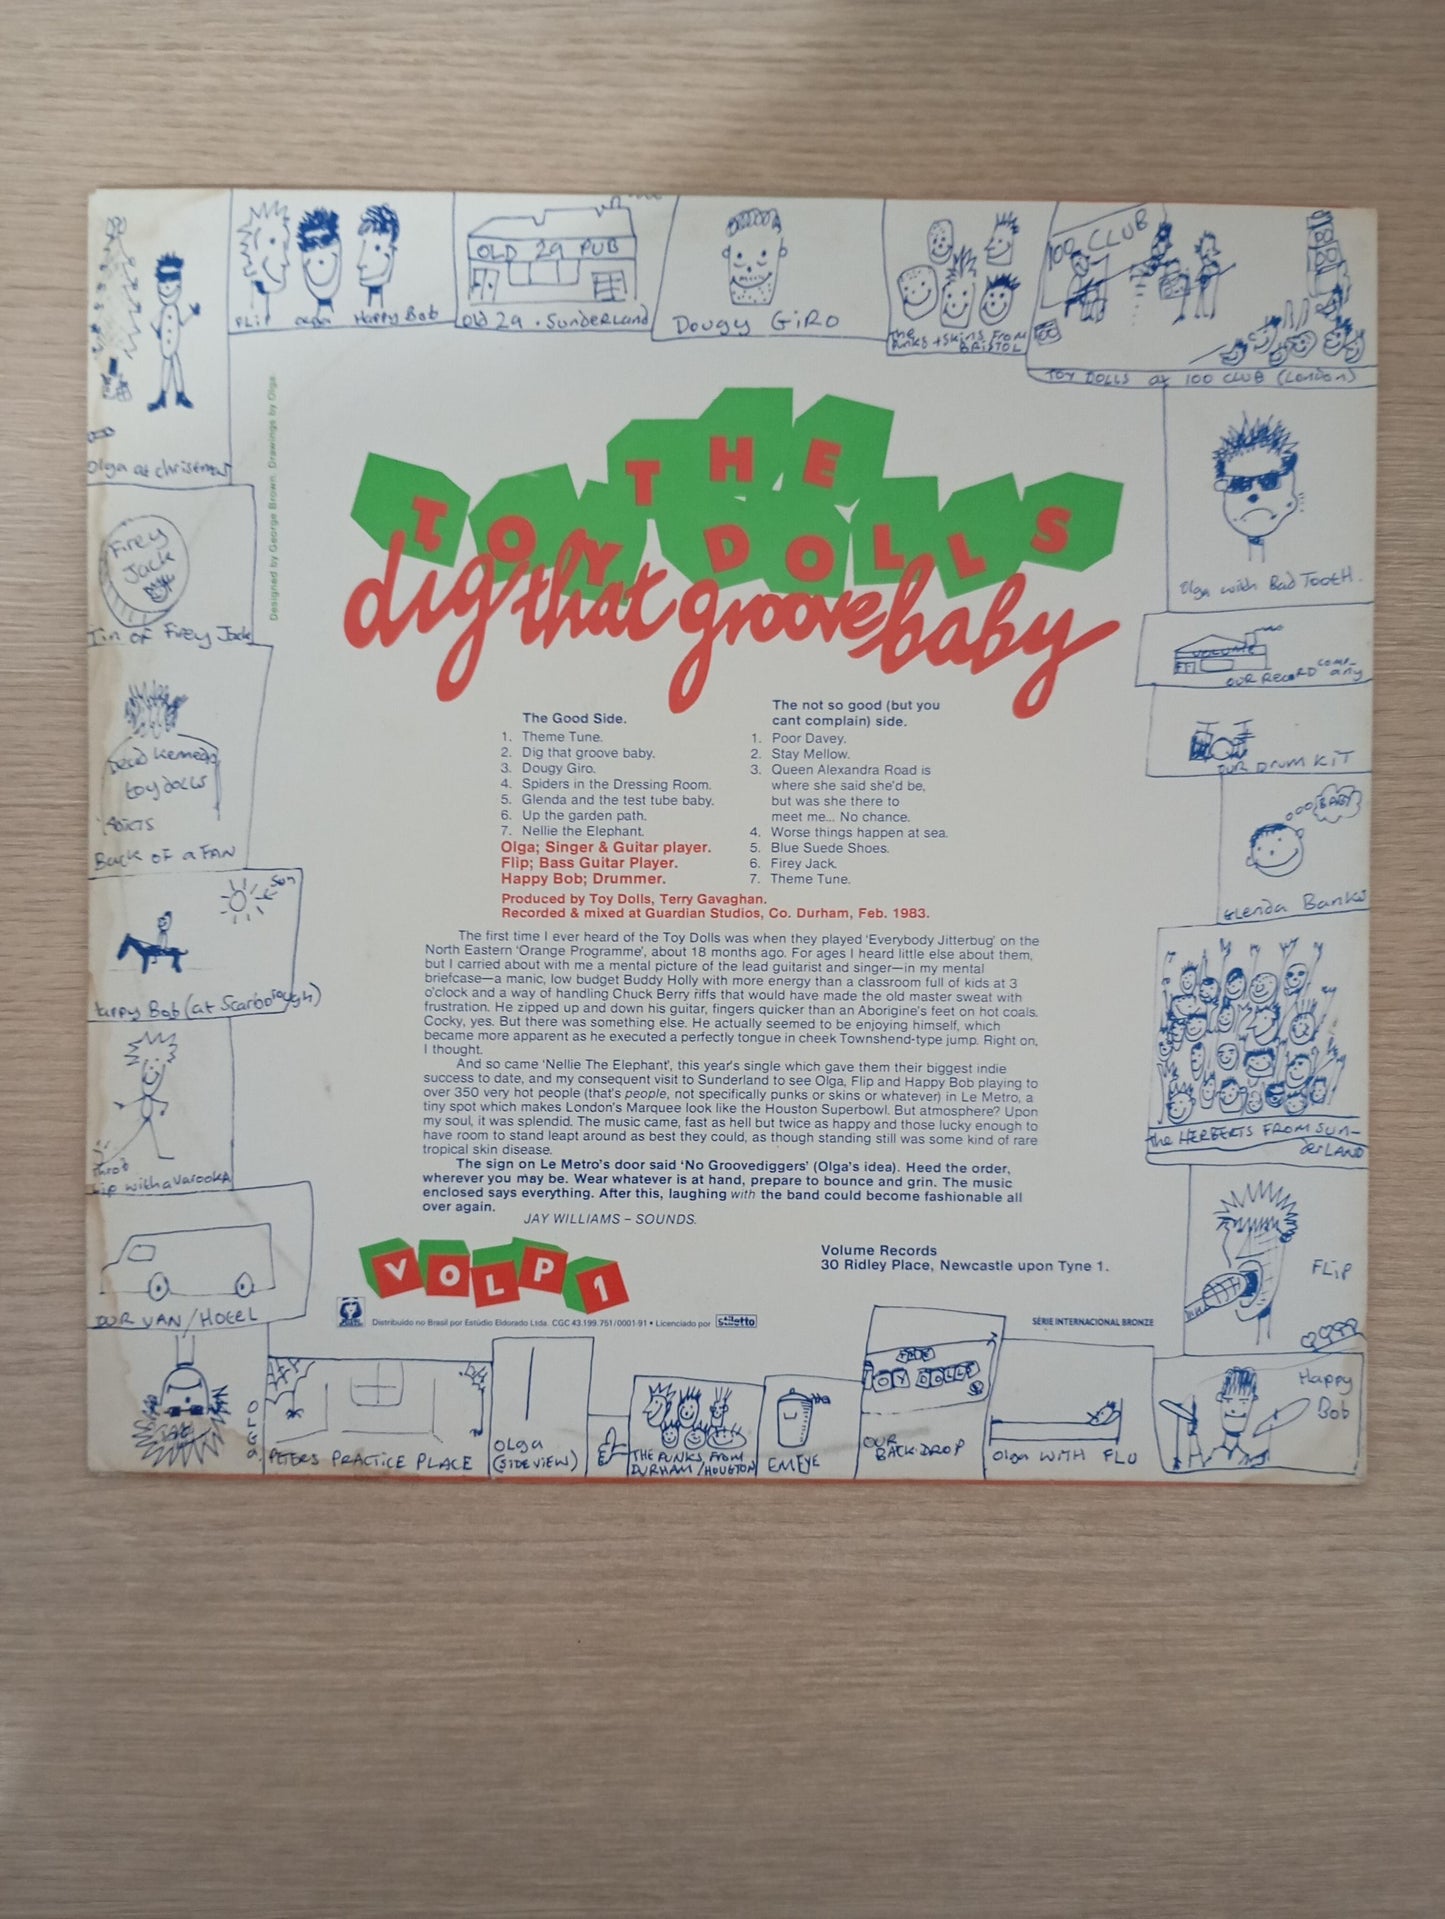 FLiP olga Happy Bob
OLD 29 PUB
Old 29 . Sunderland
Dougy GiRO
The Punks + Skins FROM BRISTOL
100 CLUB
TOY DOLLS at 100 CLUB (London)
Olga at christmas
Designed by George Brown. Drawings by Olga
THE
TOY DOLLS
dig that groove baby
Firey
Jack
Tin of Firey Jack
Olga with Bad TootH.
VOLUME
OUR RECORD company
OUR DRUM KiT
BABY
GLENDA BANKS
Dead Kennedys
toy dolls
Adicts
Back OF a FAN
Sun
Happy Bob (at Scarborough)
The Good Side.
1. Theme Tune.
2. Dig that groove baby.
3. Dougy Giro.
4. Spiders in the Dressing Room.
5. Glenda and the test tube baby.
6. Up the garden path.
7. Nellie the Elephant.
The not so good (but you
cant complain) side.
1. Poor Davey.
2. Stay Mellow.
3. Queen Alexandra Road is
where she said she'd be,
but was she there to
meet me... No chance.
4. Worse things happen at sea.
5. Blue Suede Shoes.
6. Firey Jack.
7. Theme Tune.
Olga; Singer & Guitar player.
Flip; Bass Guitar Player.
Happy Bob; Drummer.
Produced by Toy Dolls, Terry Gavaghan.
Recorded & mixed at Guardian Studios, Co. Durham, Feb. 1983.
The first time I ever heard of the Toy Dolls was when they played 'Everybody Jitterbug' on the
North Eastern 'Orange Programme', about 18 months ago. For ages I heard little else about them,
but I carried about with me a mental picture of the lead guitarist and singer—in my mental
briefcase—a manic, low budget Buddy Holly with more energy than a classroom full of kids at 3
o'clock and a way of handling Chuck Berry riffs that would have made the old master sweat with
frustration. He zipped up and down his guitar, fingers quicker than an Aborigine's feet on hot coals.
Cocky, yes. But there was something else. He actually seemed to be enjoying himself, which
became more apparent as he executed a perfectly tongue in cheek Townshend-type jump. Right on,
I thought.
And so came 'Nellie The Elephant', this year's single which gave them their biggest indie
success to date, and my consequent visit to Sunderland to see Olga, Flip and Happy Bob playing to
over 350 very hot people (that's people, not specifically punks or skins or whatever) in Le Metro, a
tiny spot which makes London's Marquee look like the Houston Superbowl. But atmosphere? Upon
my soul, it was splendid. The music came, fast as hell but twice as happy and those lucky enough to
have room to stand leapt around as best they could, as though standing still was some kind of rare
tropical skin disease.
The sign on Le Metro's door said 'No Groovediggers' (Olga's idea). Heed the order,
wherever you may be. Wear whatever is at hand, prepare to bounce and grin. The music
enclosed says everything. After this, laughing with the band could become fashionable all
over again.
JAY WILLIAMS – SOUNDS.
the HERBERTS FROM SUN-
derLAND
VOLP 1
Volume Records
30 Ridley Place, Newcastle upon Tyne 1.
Distribuído no Brasil por Estúdio Eldorado Ltda. CGC 43.199.751/0001-91 • Licenciado por stiletto
SÉRIE INTERNACIONAL BRONZE
FLiP
OUR VAN/HOTEL
OLGA
PETERS PRACTICE PLACE
OLga
(SIDE VIEW)
THE PUNKS FROM
DURHAM/HOUGTON
EMEYE
THE
TOY DOLLS
OUR
BACK DROP
Olga WITH FLU
Happy
Bob